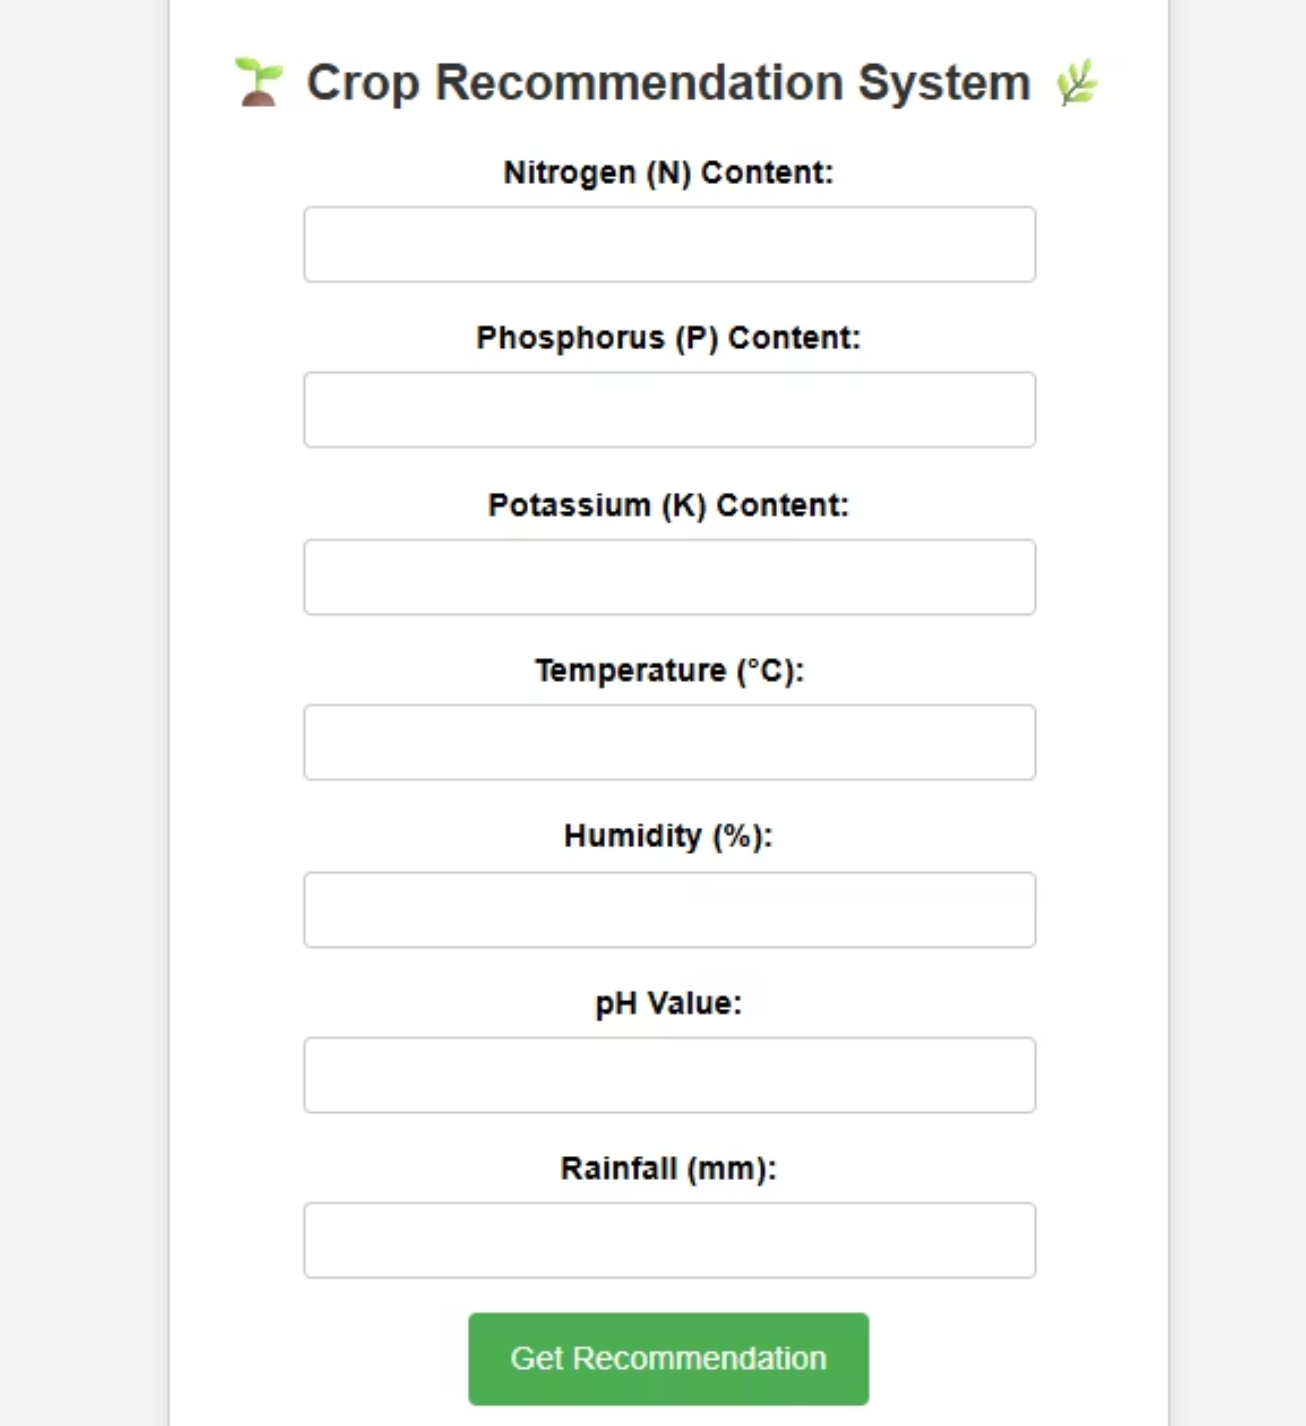 🌱 Crop Recommendation System 🌿
Nitrogen (N) Content:
Phosphorus (P) Content:
Potassium (K) Content:
Temperature (°C):
Humidity (%):
pH Value:
Rainfall (mm):
Get Recommendation